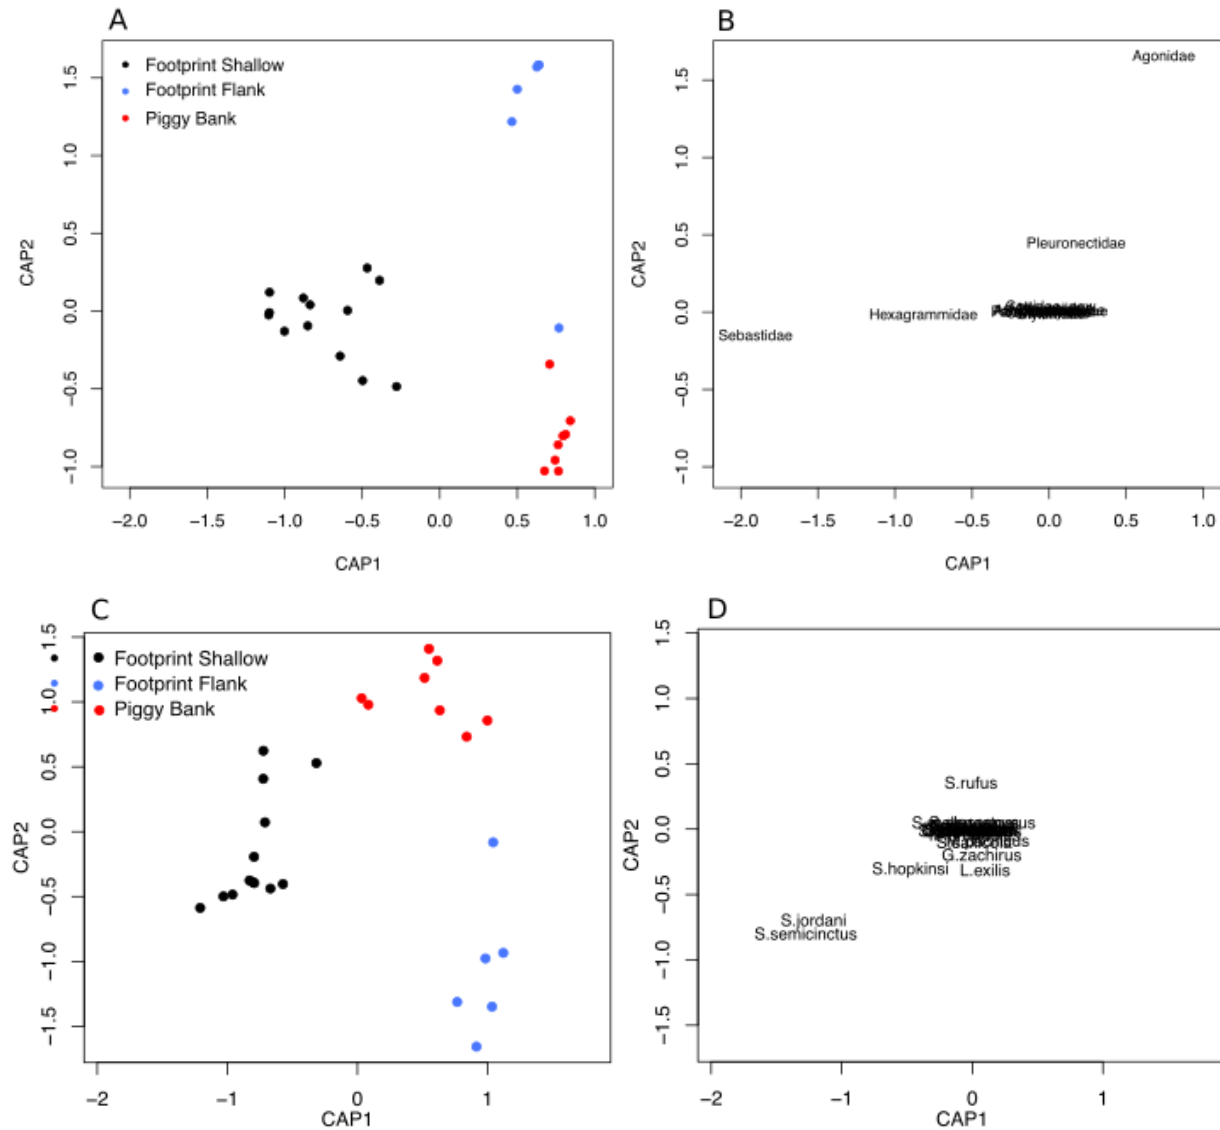 A
Footprint Shallow
Footprint Flank
Piggy Bank
CAP2
1.5
1.0
0.5
0.0
−0.5
−1.0
−2.0 −1.5 −1.0 −0.5 0.0 0.5 1.0
CAP1
B
Agonidae
Pleuronectidae
Hexagrammidae
Sebastidae
CAP2
1.5
1.0
0.5
0.0
−0.5
−1.0
−2.0 −1.5 −1.0 −0.5 0.0 0.5 1.0
CAP1
C
Footprint Shallow
Footprint Flank
Piggy Bank
CAP2
1.5
1.0
0.5
0.0
−0.5
−1.0
−1.5
−2 −1 0 1
CAP1
D
S.rufus
G.zachirus
S.hopkinsi
L.exilis
S.jordani
S.semicinctus
CAP2
1.5
1.0
0.5
0.0
−0.5
−1.0
−1.5
−2 −1 0 1
CAP1